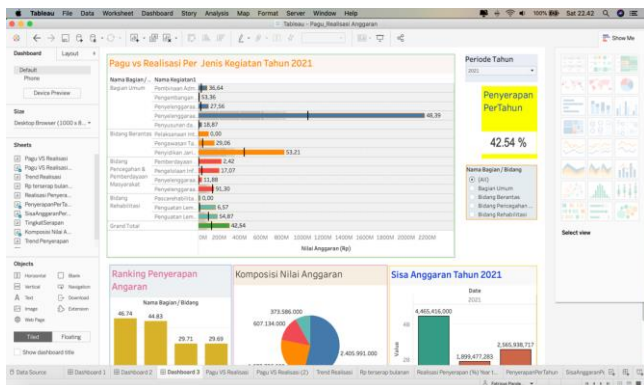 Tableau File Data Worksheet Dashboard Story Analysis Map Format Server Window Help
100% Sat 22.42
Tableau - Pagu_Realisasi Anggaran
Show Me
Dashboard Layout
Default
Phone
Device Preview
Size
Desktop Browser (1000 x 8...
Sheets
Pagu VS Realisasi
Pagu VS Realisasi
Trend Realisasi
Rp terserap bulan...
Realisasi Penyera...
PenyerapanPerTa...
SisaAnggaranPer...
TingkatSerapan
Komposisi Nilai A...
Trend Penyerapan
Objects
Horizontal Blank
Vertical Navigation
Text Download
Image Extension
Web Page
Tiled Floating
Show dashboard title
Pagu vs Realisasi Per Jenis Kegiatan Tahun 2021
Nama Bagian/ .. Nama Kegiatan1
Bagian Umum Pembinaan Adm.. 36,64
Pengembangan .. 53,36
Penyelenggaraa.. 27,56
Penyelenggaraa.. 48,39
Penyusunan da.. 18,87
Bidang Berantas Pelaksanaan Int.. 0,00
Pengawasan Ta.. 29,06
Penyidikan Jari.. 53,21
Bidang Pencegahan & Pemberdayaan Masyarakat
Pemberdayaan .. 2,42
Pengelolaan Inf.. 17,07
Penyelenggaraa.. 11,88
Penyelenggaraa.. 91,30
Bidang Rehabilitasi
Pascarehabilita.. 0,00
Penguatan Lem.. 6,57
Penguatan Lem.. 14,87
Grand Total 42,54
0M 200M 400M 600M 800M 1000M 1200M 1400M 1600M 1800M 2000M 2200M
Nilai Anggaran (Rp)
Periode Tahun
2021
Penyerapan
PerTahun
42.54 %
Nama Bagian / Bidang
(All)
Bagian Umum
Bidang Berantas
Bidang Pencegahan ...
Bidang Rehabilitasi
Select view
Ranking Penyerapan
Angaran
Nama Bagian / Bidang
46.74 44.83 29.71 29.69
Komposisi Nilai Anggaran
373.586.000
607.134.000
2.405.991.000
Sisa Anggaran Tahun 2021
Date
2021
4,465,416,000
1,899,477,283
2,565,938,717
Value
Data Source Dashboard 1 Dashboard 2 Dashboard 3 Pagu VS Realisasi Pagu VS Realisasi (2) Trend Realisasi Rp terserap bulanan Realisasi Penyerapan (%) Year t... PenyerapanPerTahun SisaAnggaranP